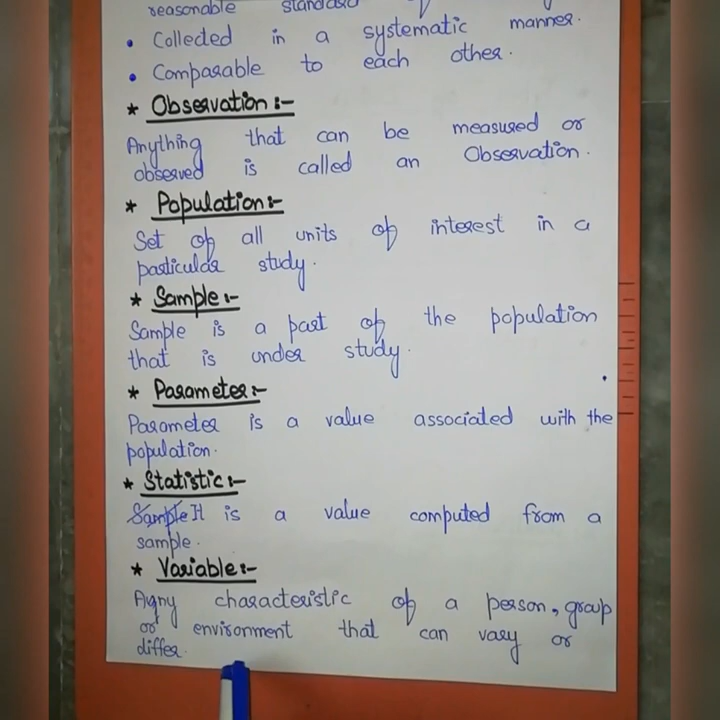 reasonable standard of
• Collected in a systematic manner.
• Comparable to each other.
* Observation :-
Anything that can be measured or
observed is called an Observation.
* Population :-
Set of all units of interest in a
particular study.
* Sample :-
Sample is a part of the population
that is under study.
* Parameter :-
Parameter is a value associated with the
population.
* Statistic :-
Sample It is a value computed from a
sample.
* Variable :-
Any characteristic of a person, group
or environment that can vary or
differ.